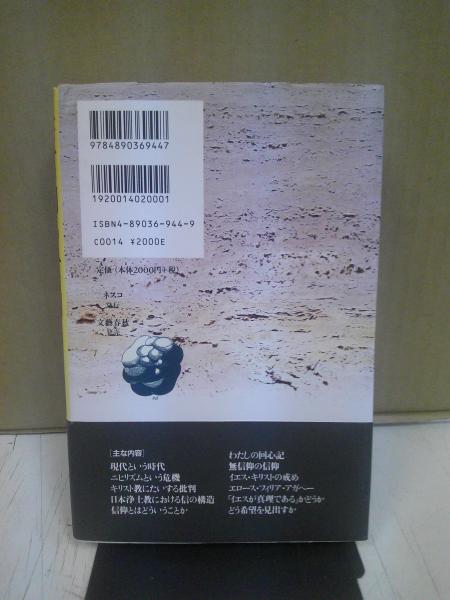 9784890369447
1920014020001
ISBN4-89036-944-9
C0014 ¥2000E
定価(本体2000円+税)
ネスコ
発行
文藝春秋
発売
[主な内容]
現代という時代
ニヒリズムという危機
キリスト教にたいする批判
日本浄土教における信の構造
信仰とはどういうことか
わたしの回心記
無信仰の信仰
イエス・キリストの戒め
エロース・フィリア・アガペー
「イエスが真理である」かどうか
どう希望を見出すか